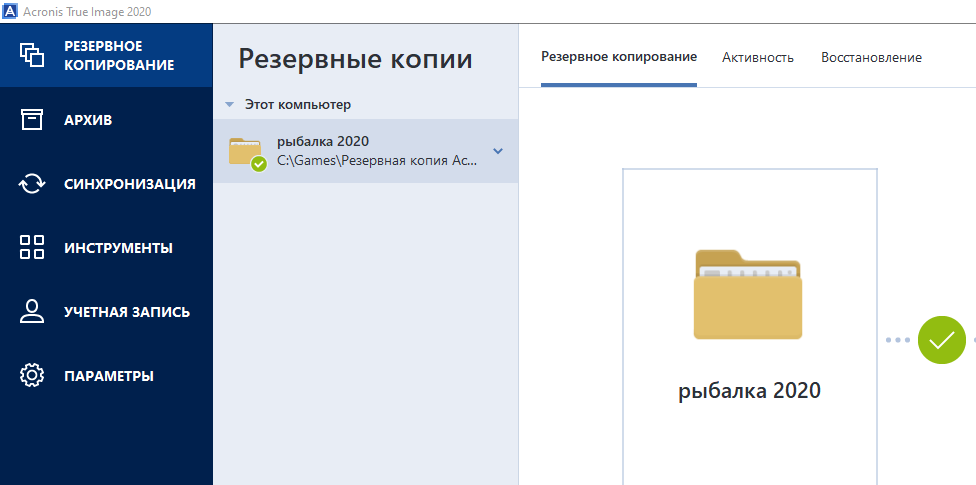 Acronis True Image 2020
РЕЗЕРВНОЕ
КОПИРОВАНИЕ
АРХИВ
СИНХРОНИЗАЦИЯ
ИНСТРУМЕНТЫ
УЧЕТНАЯ ЗАПИСЬ
ПАРАМЕТРЫ
Резервные копии
Этот компьютер
рыбалка 2020
C:\Games\Резервная копия Ac...
Резервное копирование Активность Восстановление
рыбалка 2020